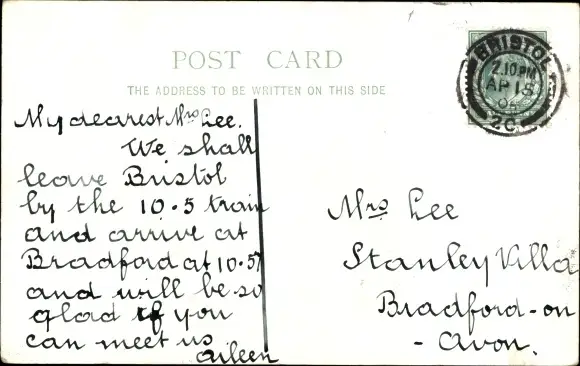 POST CARD
THE ADDRESS TO BE WRITTEN ON THIS SIDE
BRISTOL
2.10 PM
AP 15
2C
My dearest Mrs Lee.
We shall
leave Bristol
by the 10.5 train
and arrive at
Bradford at 10.57
and will be so
glad if you
can meet us
Aileen
Mrs Lee
Stanley Villa
Bradford-on
- Avon.